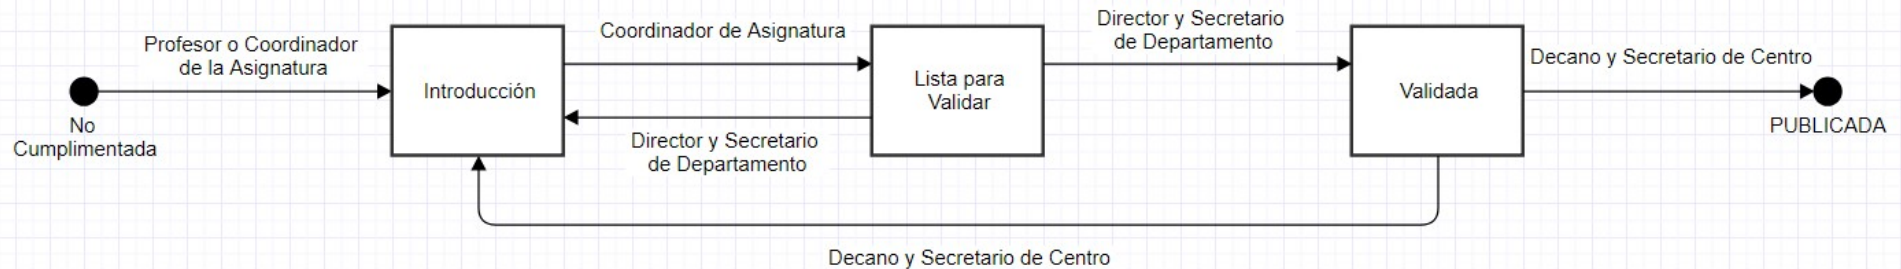 Profesor o Coordinador
de la Asignatura
No
Cumplimentada
Introducción
Coordinador de Asignatura
Director y Secretario
de Departamento
Lista para
Validar
Director y Secretario
de Departamento
Validada
Decano y Secretario de Centro
PUBLICADA
Decano y Secretario de Centro